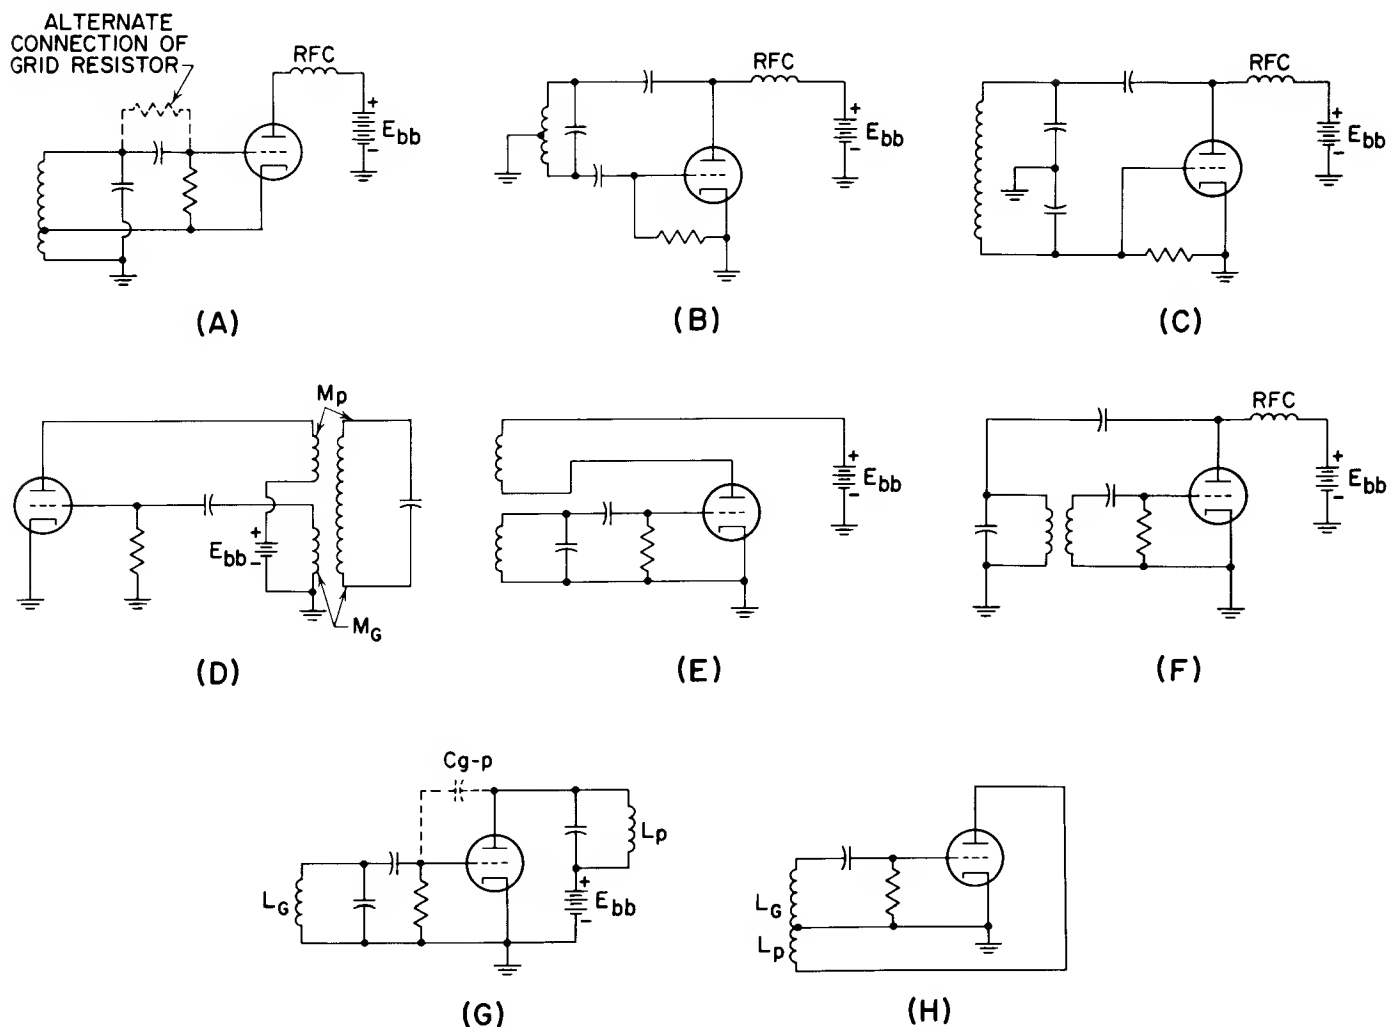 ALTERNATE
CONNECTION OF
GRID RESISTOR
RFC
+
Ebb
-
(A)
RFC
+
Ebb
-
(B)
RFC
+
Ebb
-
(C)
Mp
+
Ebb
-
MG
(D)
+
Ebb
-
(E)
RFC
+
Ebb
-
(F)
Cg-p
Lp
LG
+
Ebb
-
(G)
LG
Lp
(H)